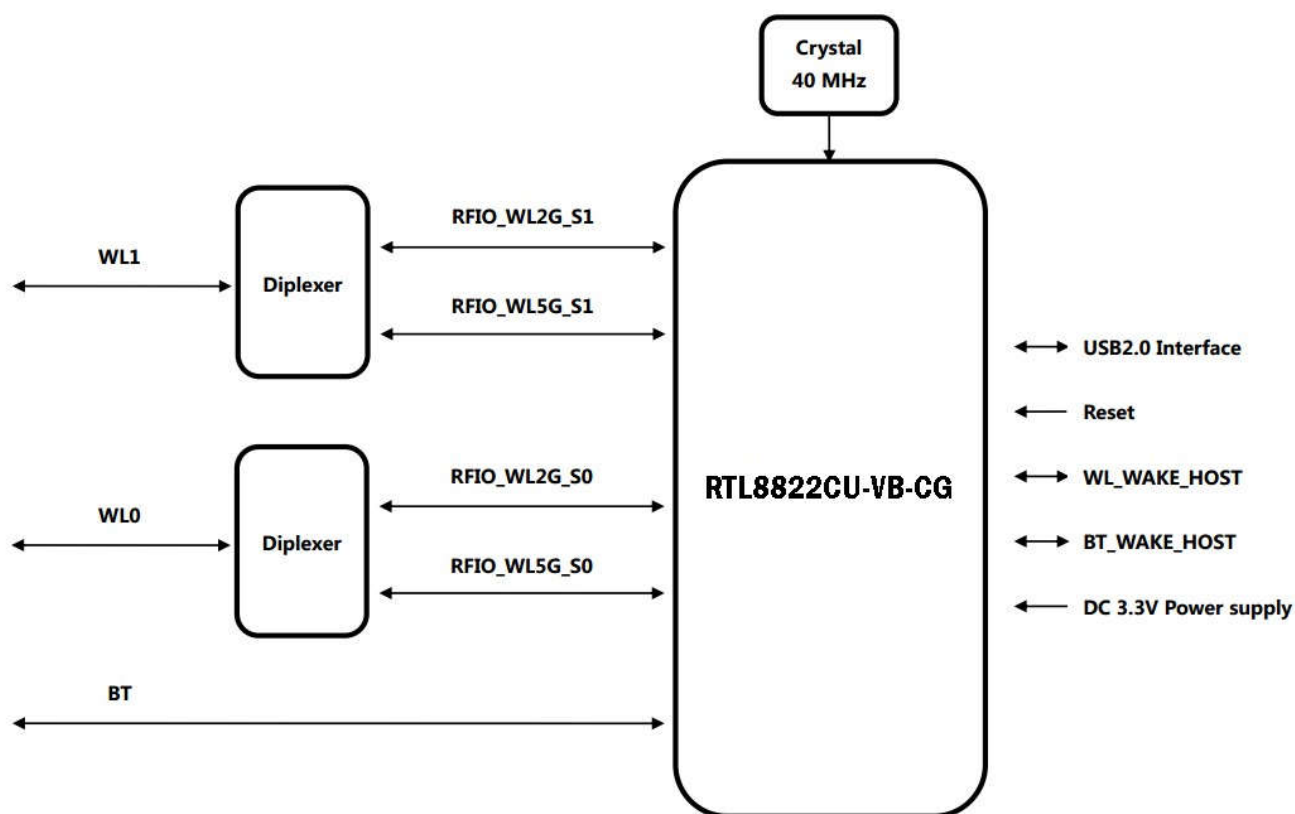 Crystal
40 MHz
RFIO_WL2G_S1
WL1
Diplexer
RFIO_WL5G_S1
USB2.0 Interface
Reset
RFIO_WL2G_S0
WL_WAKE_HOST
RTL8822CU-VB-CG
WL0
Diplexer
BT_WAKE_HOST
RFIO_WL5G_S0
DC 3.3V Power supply
BT